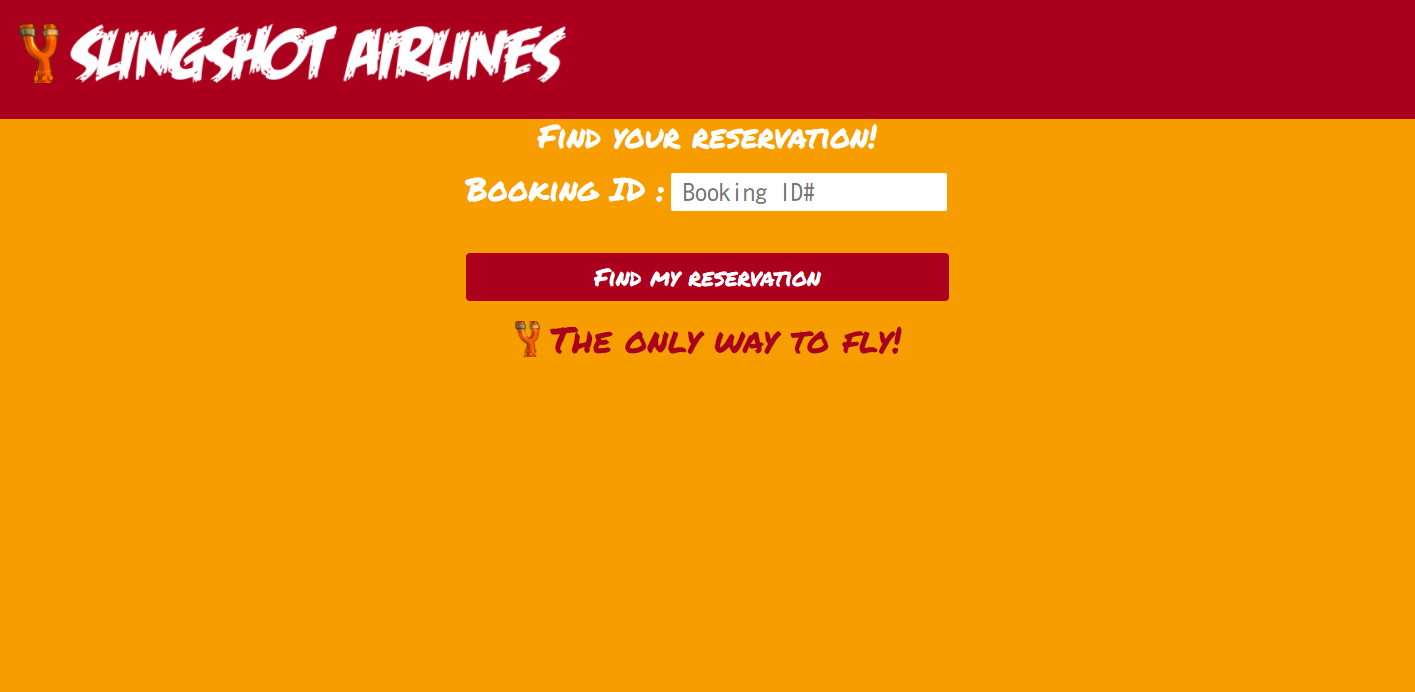 SLINGSHOT AIRLINES
Find your reservation!
Booking ID : Booking ID#
Find my reservation
The only way to fly!